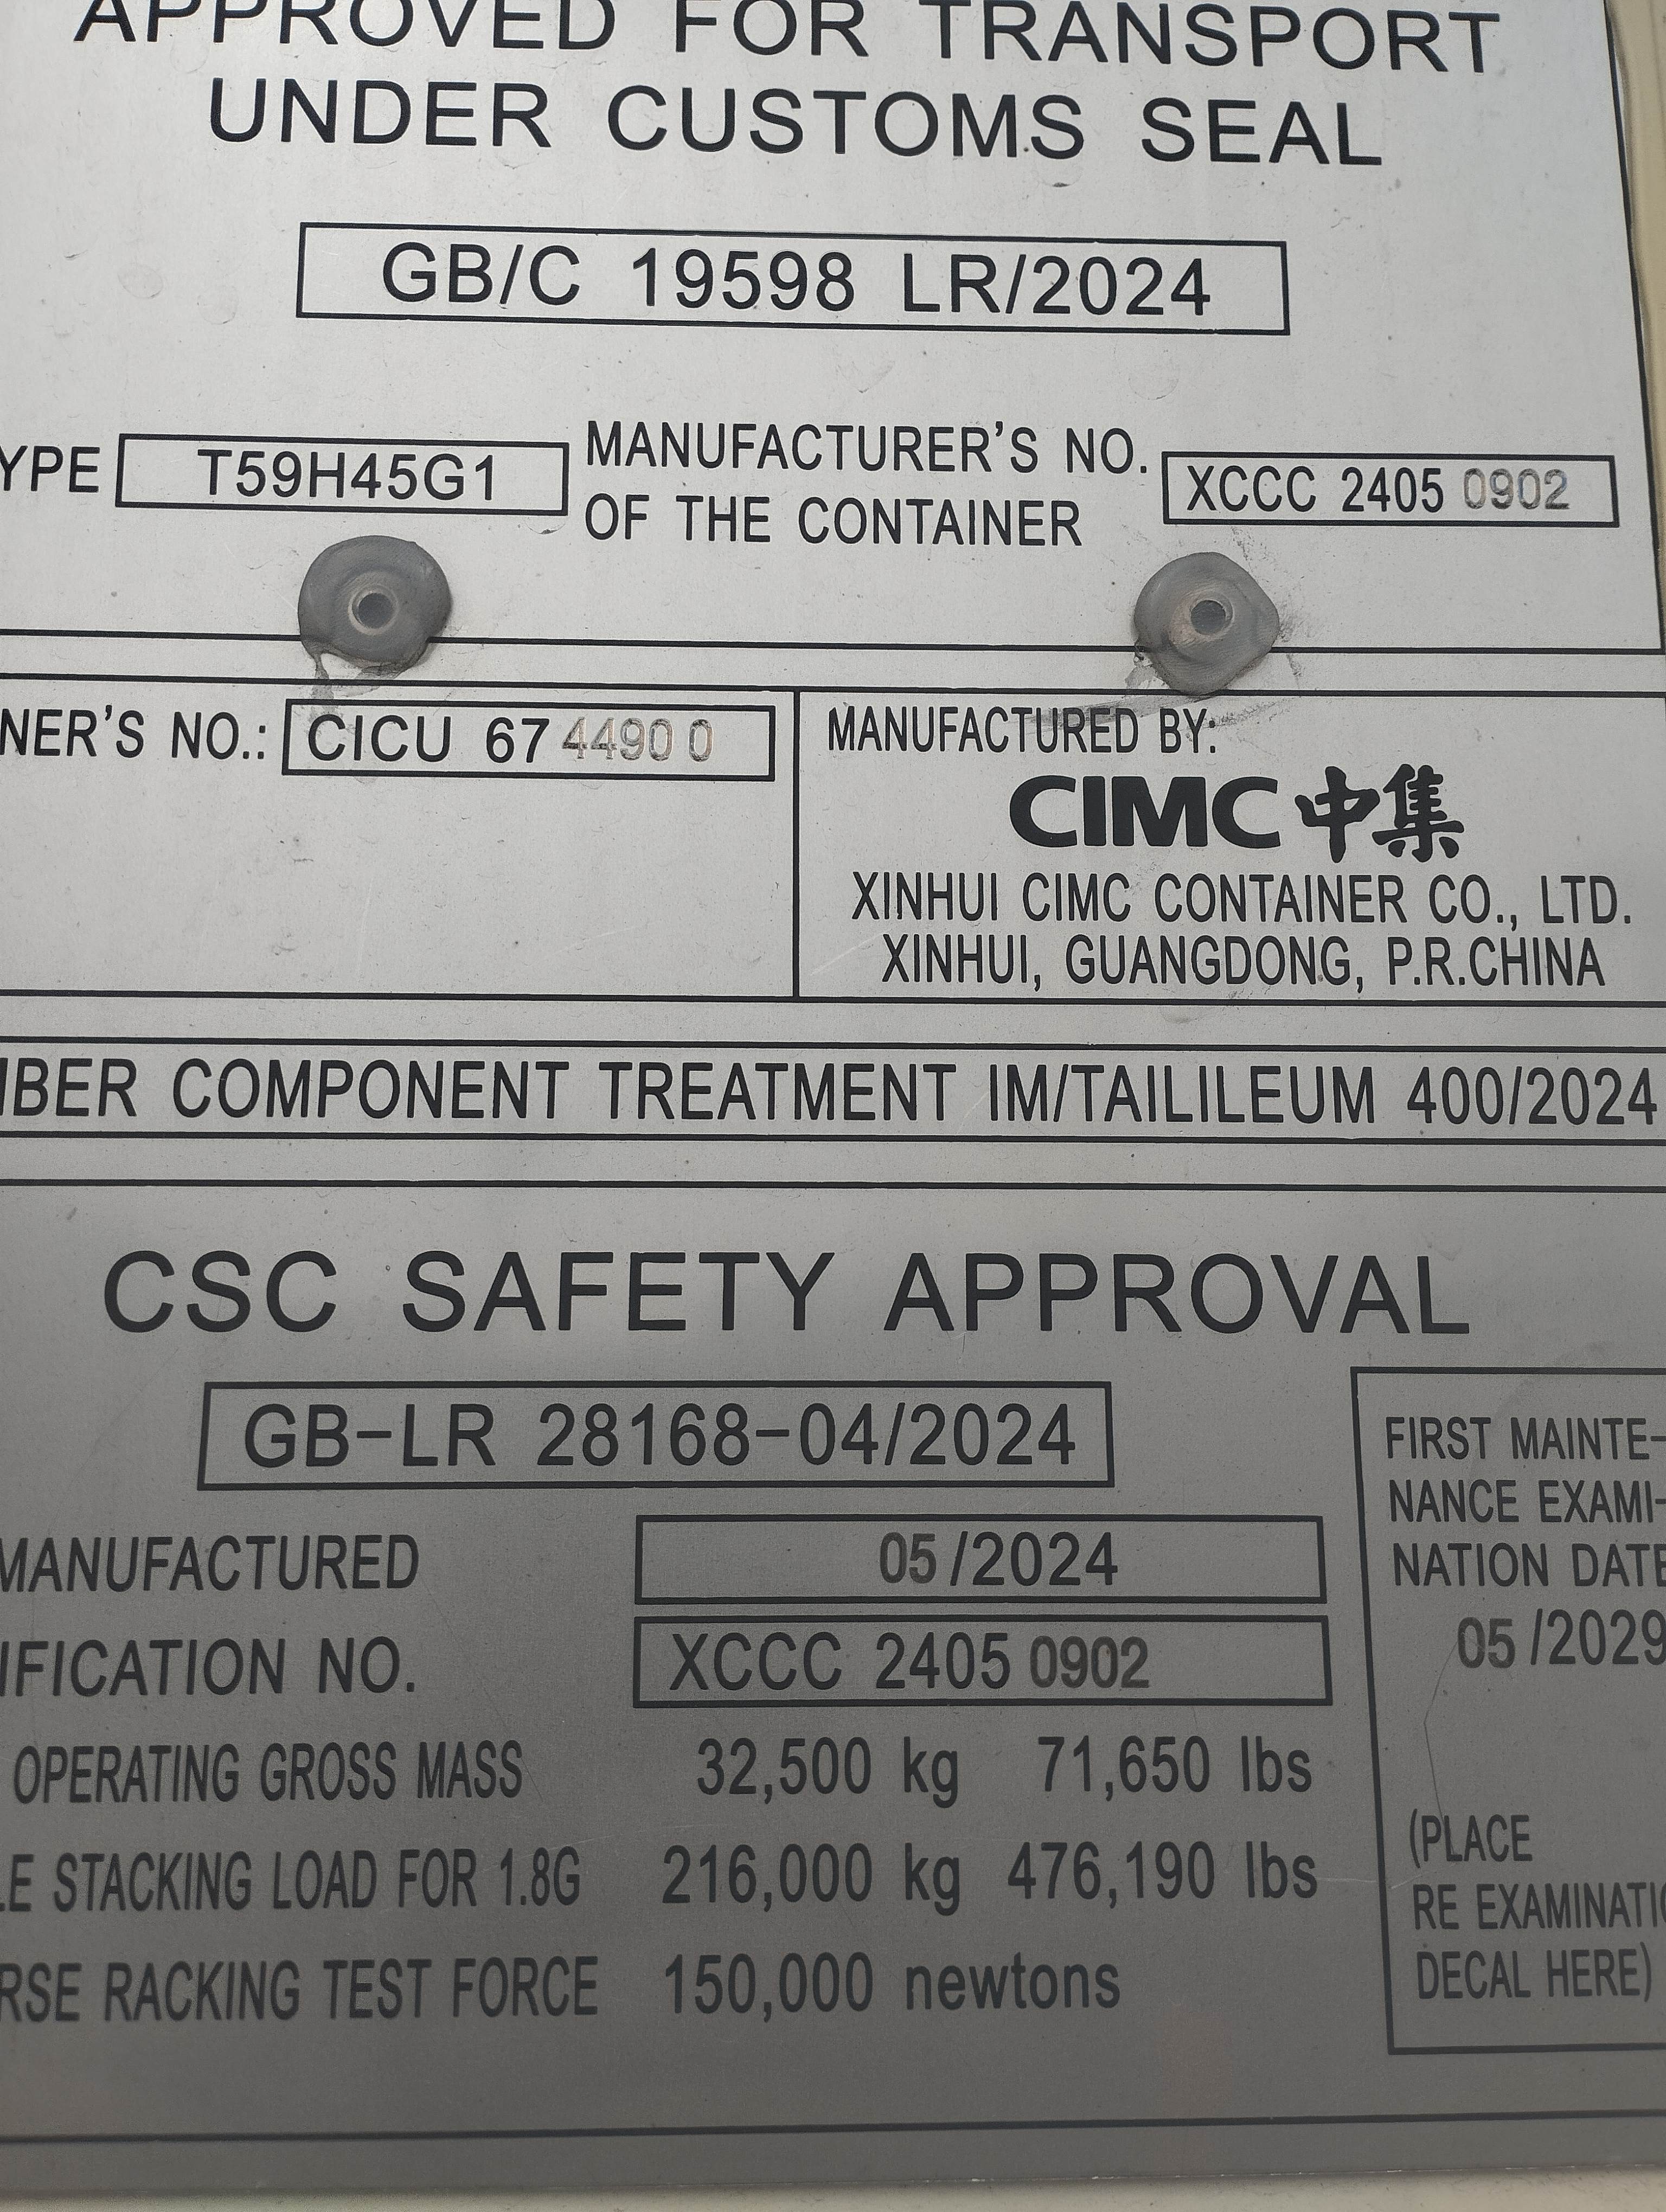 APPROVED FOR TRANSPORT
UNDER CUSTOMS SEAL
GB/C 19598 LR/2024
YPE T59H45G1 MANUFACTURER'S NO. OF THE CONTAINER XCCC 2405 0902
NER'S NO.: CICU 67 4490 0
MANUFACTURED BY:
CIMC 中集
XINHUI CIMC CONTAINER CO., LTD.
XINHUI, GUANGDONG, P.R.CHINA
MBER COMPONENT TREATMENT IM/TAILILEUM 400/2024
CSC SAFETY APPROVAL
GB-LR 28168-04/2024
MANUFACTURED 05/2024
IFICATION NO. XCCC 2405 0902
OPERATING GROSS MASS 32,500 kg 71,650 lbs
LE STACKING LOAD FOR 1.8G 216,000 kg 476,190 lbs
RSE RACKING TEST FORCE 150,000 newtons
FIRST MAINTE-
NANCE EXAMI-
NATION DATE
05/2029
(PLACE
RE EXAMINATIO
DECAL HERE)